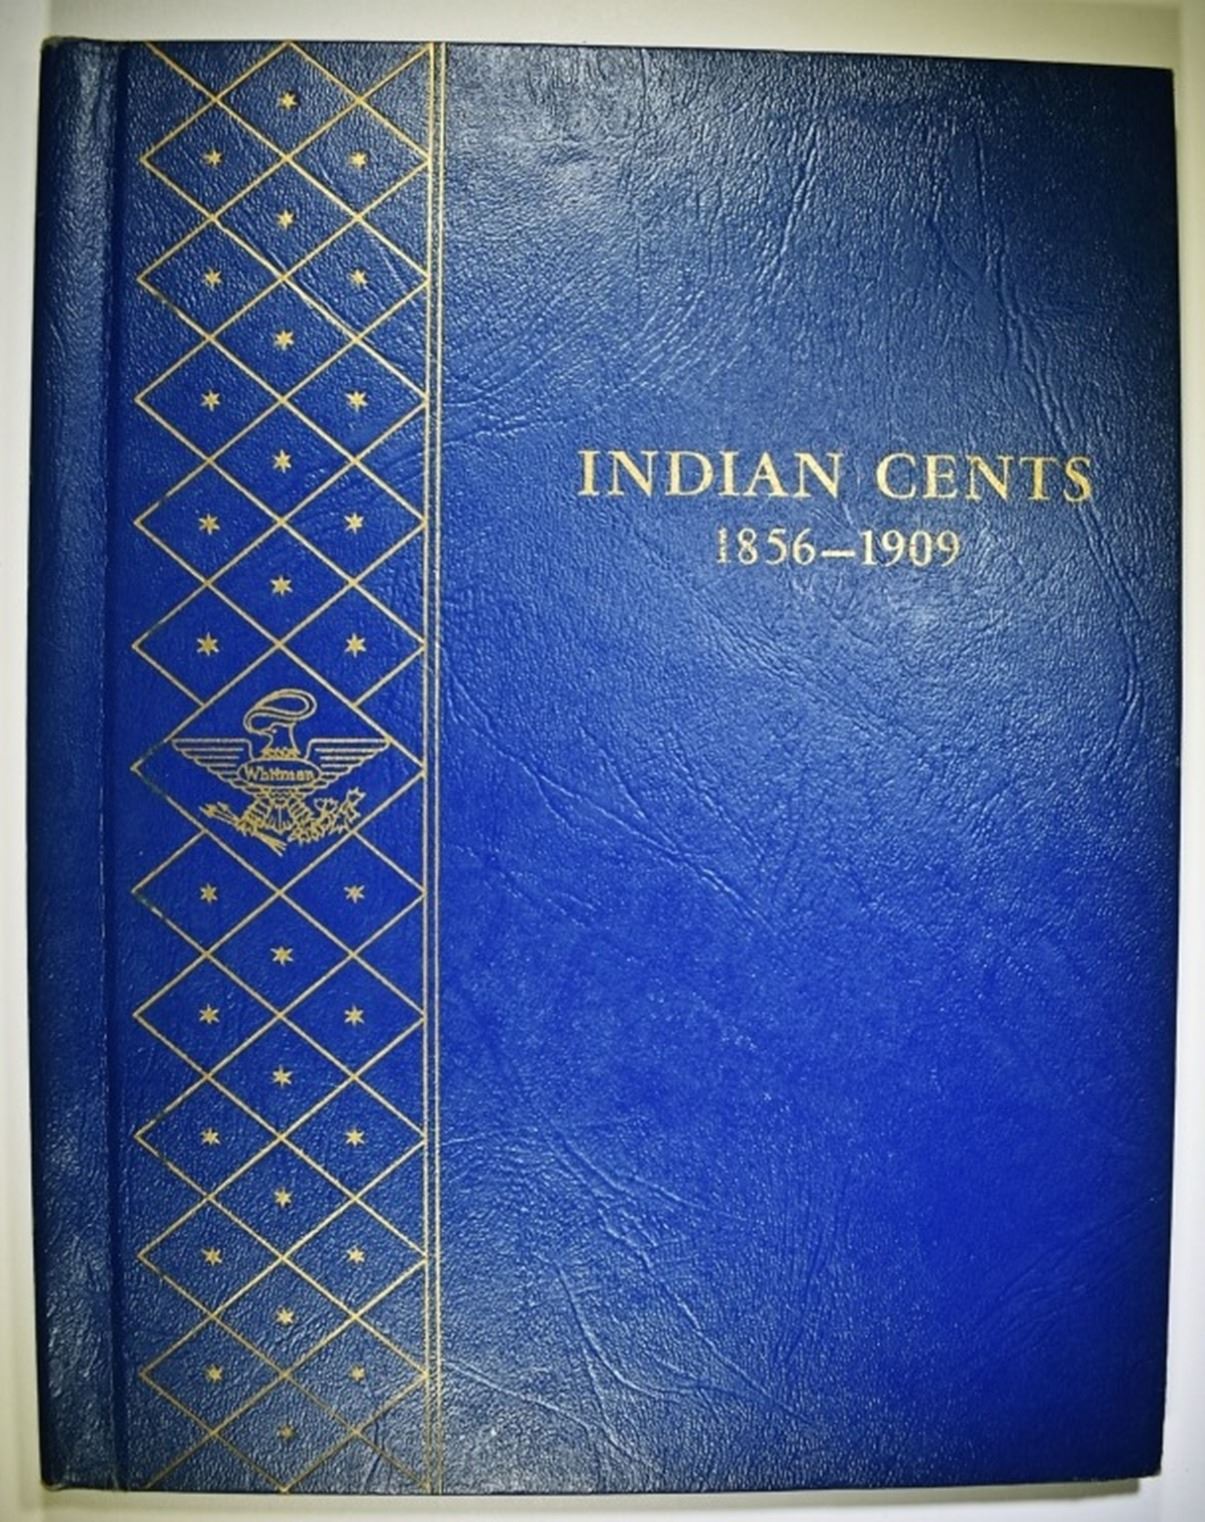 INDIAN CENTS
1856–1909
Whitman